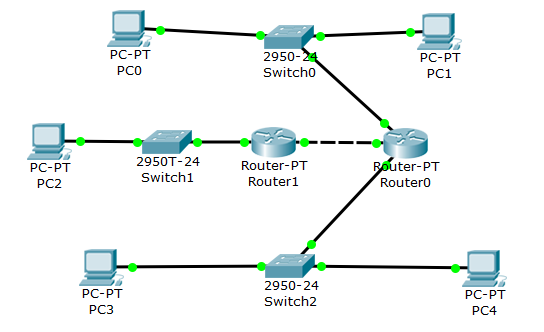 PC-PT
PC0
2950-24
Switch0
PC-PT
PC1
PC-PT
PC2
2950T-24
Switch1
Router-PT
Router1
Router-PT
Router0
PC-PT
PC3
2950-24
Switch2
PC-PT
PC4